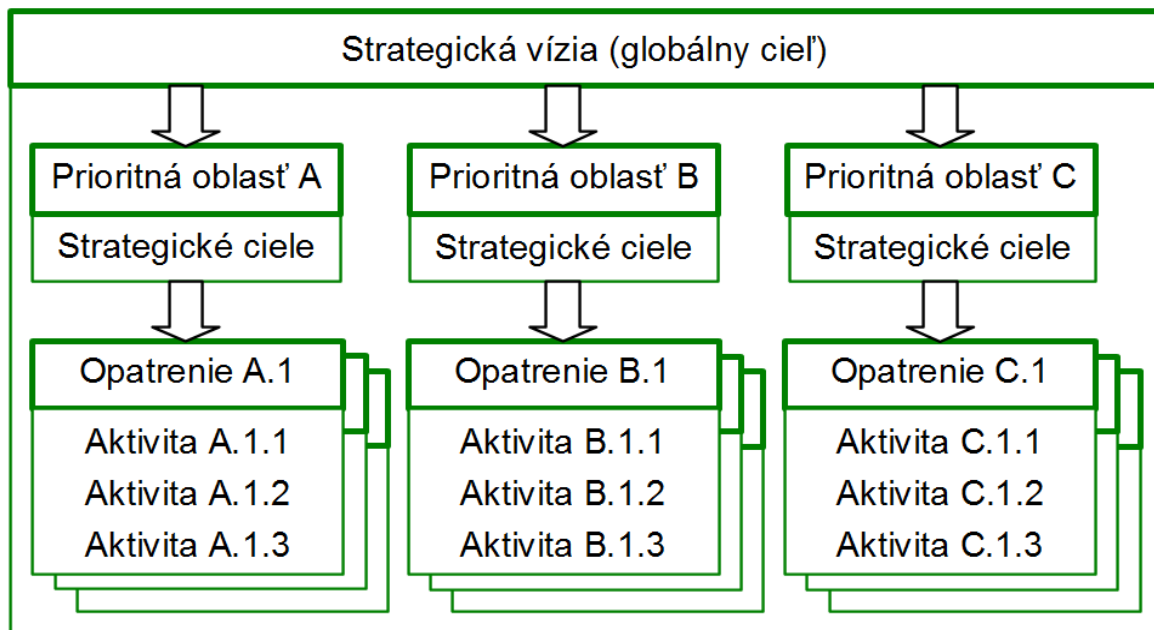 Strategická vízia (globálny cieľ)
Prioritná oblasť A
Strategické ciele
Opatrenie A.1
Aktivita A.1.1
Aktivita A.1.2
Aktivita A.1.3
Prioritná oblasť B
Strategické ciele
Opatrenie B.1
Aktivita B.1.1
Aktivita B.1.2
Aktivita B.1.3
Prioritná oblasť C
Strategické ciele
Opatrenie C.1
Aktivita C.1.1
Aktivita C.1.2
Aktivita C.1.3